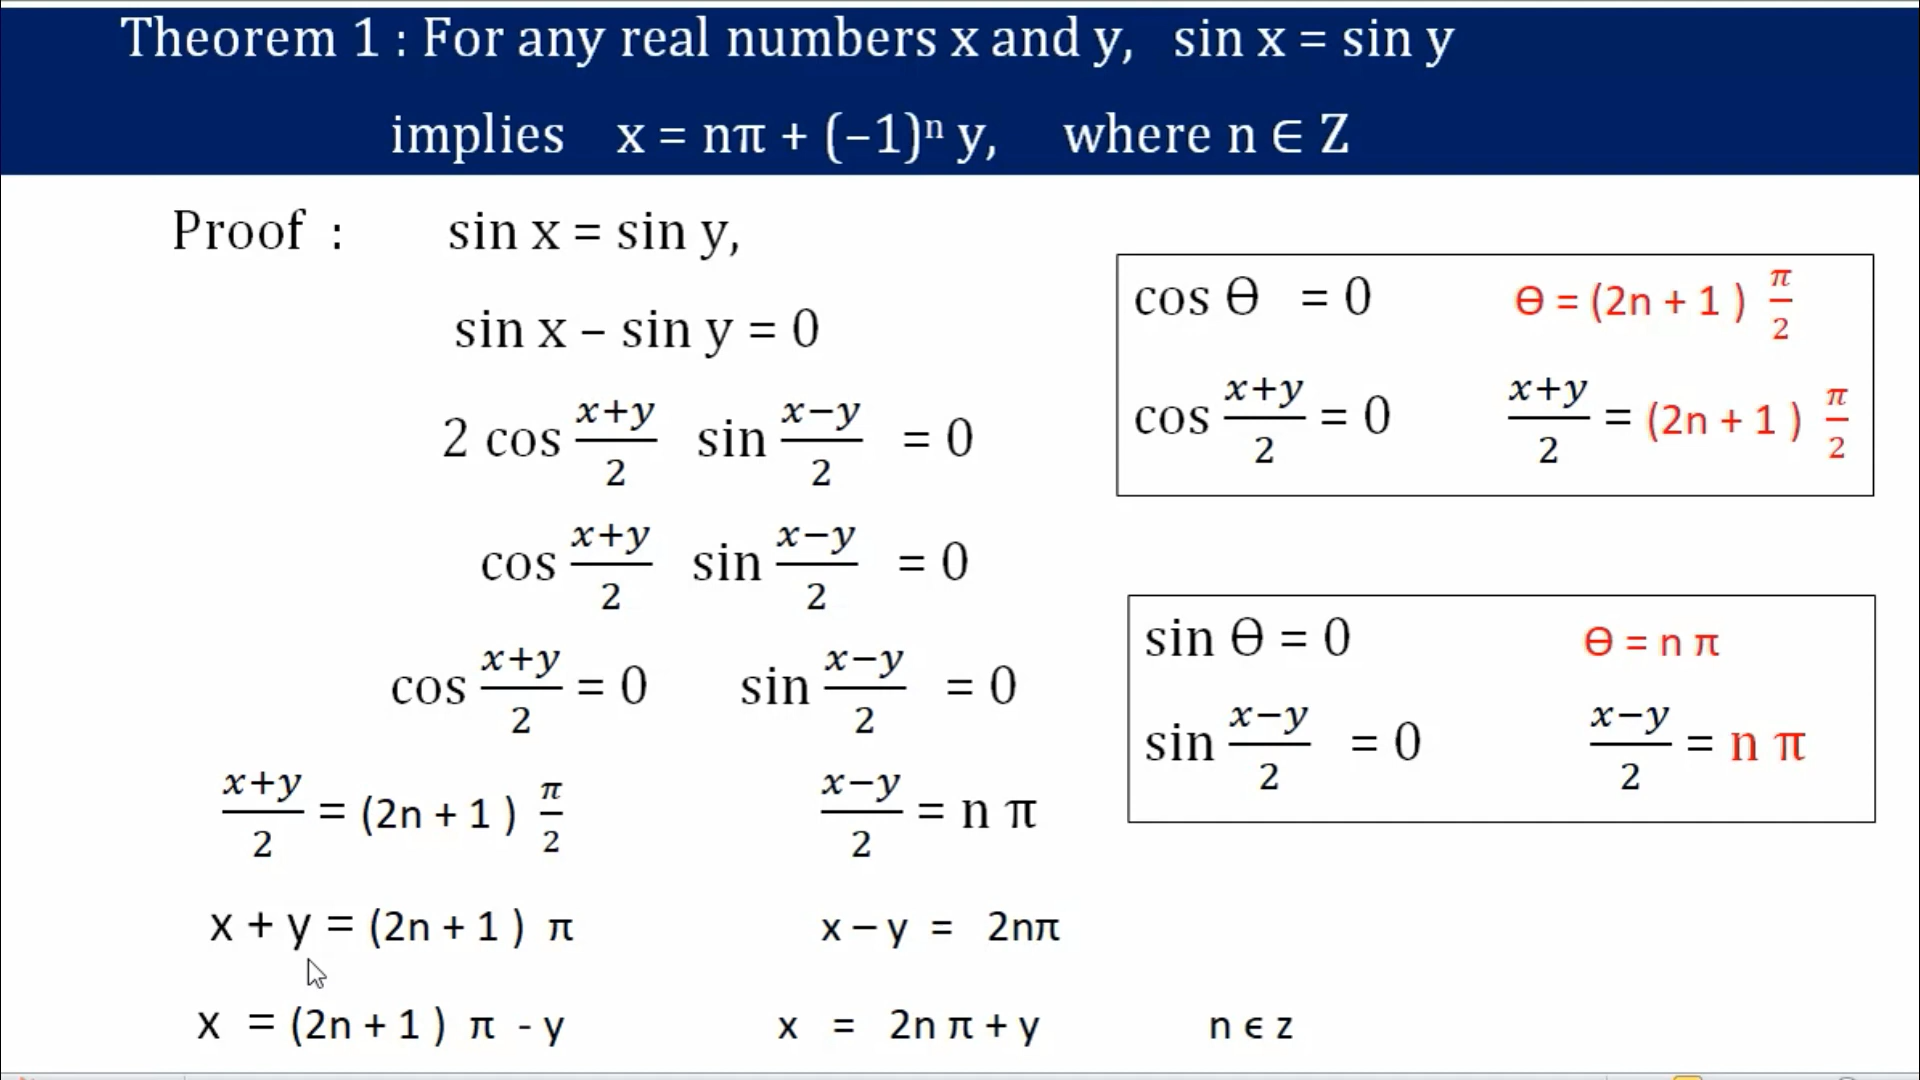 Theorem 1 : For any real numbers x and y, sin x = sin y
implies x = nπ + (–1)ⁿ y, where n ∈ Z
Proof : sin x = sin y,
sin x – sin y = 0
2 cos (x+y)/2 sin (x−y)/2 = 0
cos (x+y)/2 sin (x−y)/2 = 0
cos (x+y)/2 = 0 sin (x−y)/2 = 0
(x+y)/2 = (2n + 1 ) π/2 (x−y)/2 = n π
x + y = (2n + 1 ) π x – y = 2nπ
x = (2n + 1 ) π - y x = 2n π + y n ϵ z
cos Ɵ = 0 Ɵ = (2n + 1 ) π/2
cos (x+y)/2 = 0 (x+y)/2 = (2n + 1 ) π/2
sin Ɵ = 0 Ɵ = n π
sin (x−y)/2 = 0 (x−y)/2 = n π